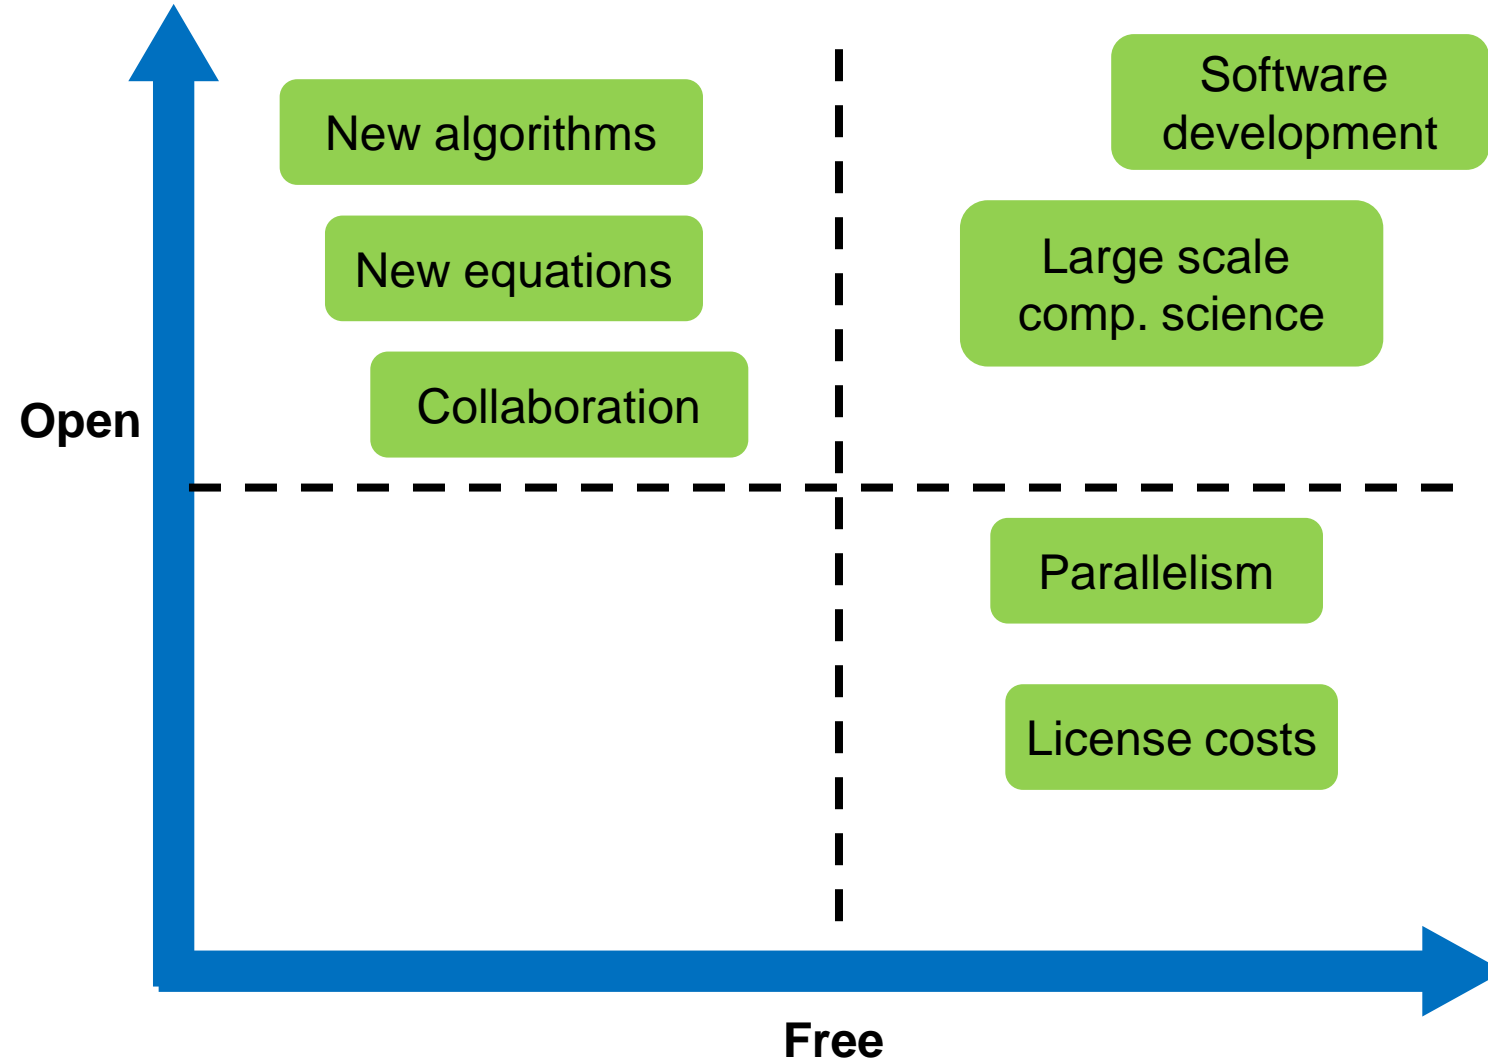 New algorithms
New equations
Collaboration
Software
development
Large scale
comp. science
Open
Parallelism
License costs
Free